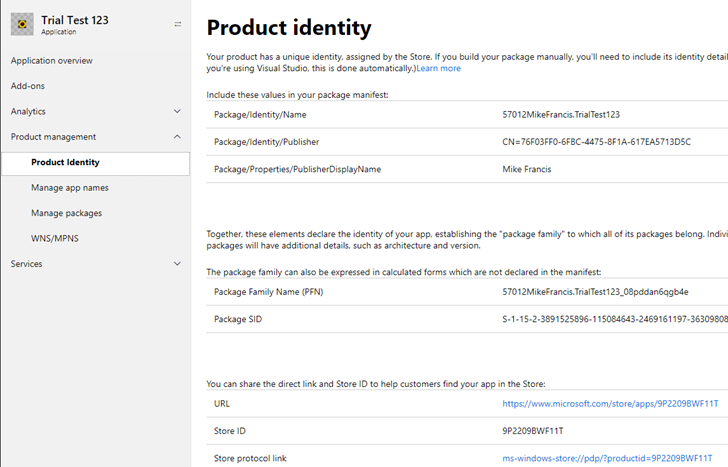 Trial Test 123
Application
Application overview
Add-ons
Analytics
Product management
Product Identity
Manage app names
Manage packages
WNS/MPNS
Services
Product identity
Your product has a unique identity, assigned by the Store. If you build your package manually, you'll need to include its identity detai
you're using Visual Studio, this is done automatically.)Learn more
Include these values in your package manifest:
Package/Identity/Name 57012MikeFrancis.TrialTest123
Package/Identity/Publisher CN=76F03FF0-6FBC-4475-8F1A-617EA5713D5C
Package/Properties/PublisherDisplayName Mike Francis
Together, these elements declare the identity of your app, establishing the "package family" to which all of its packages belong. Indivi
packages will have additional details, such as architecture and version.
The package family can also be expressed in calculated forms which are not declared in the manifest:
Package Family Name (PFN) 57012MikeFrancis.TrialTest123_08pddan6qgb4e
Package SID S-1-15-2-3891525896-115084643-2469161197-36309808
You can share the direct link and Store ID to help customers find your app in the Store:
URL https://www.microsoft.com/store/apps/9P2209BWF11T
Store ID 9P2209BWF11T
Store protocol link ms-windows-store://pdp/?productid=9P2209BWF11T